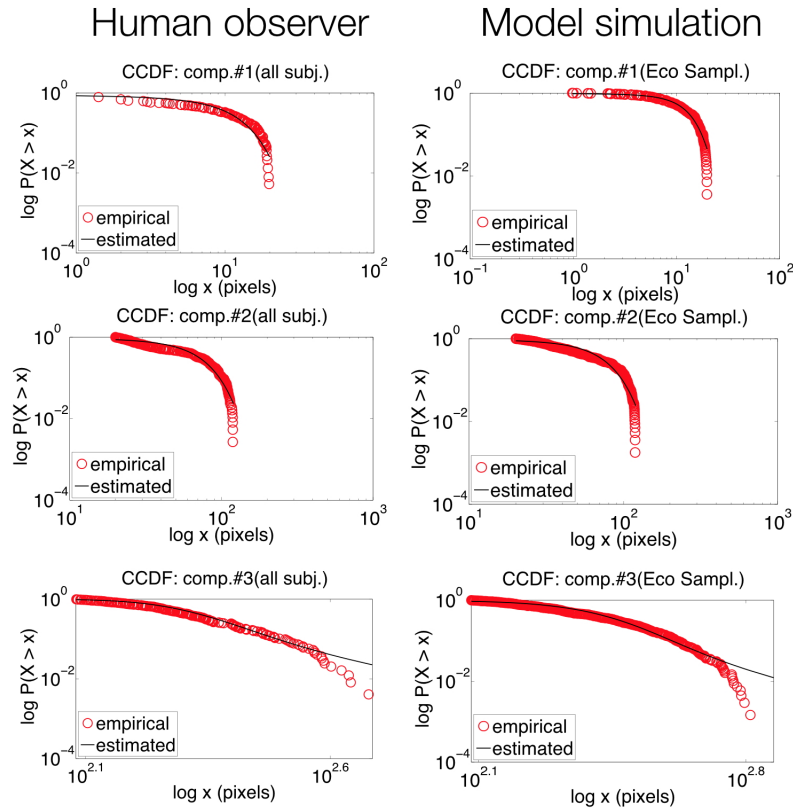 Human observer
Model simulation
CCDF: comp.#1(all subj.)
log P(X > x)
10^0
10^-2
10^-4
empirical
estimated
10^0
10^1
10^2
log x (pixels)
CCDF: comp.#1(Eco Sampl.)
log P(X > x)
10^0
10^-2
10^-4
empirical
estimated
10^-1
10^0
10^1
10^2
log x (pixels)
CCDF: comp.#2(all subj.)
log P(X > x)
10^0
10^-2
10^-4
empirical
estimated
10^1
10^2
10^3
log x (pixels)
CCDF: comp.#2(Eco Sampl.)
log P(X > x)
10^0
10^-2
10^-4
empirical
estimated
10^1
10^2
10^3
log x (pixels)
CCDF: comp.#3(all subj.)
log P(X > x)
10^0
10^-2
10^-4
empirical
estimated
10^2.1
10^2.6
log x (pixels)
CCDF: comp.#3(Eco Sampl.)
log P(X > x)
10^0
10^-2
10^-4
empirical
estimated
10^2.1
10^2.8
log x (pixels)